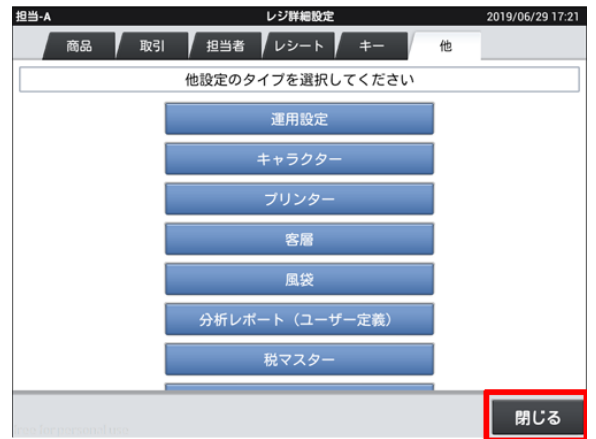 担当-A レジ詳細設定 2019/06/29 17:21
商品 取引 担当者 レシート キー 他
他設定のタイプを選択してください
運用設定
キャラクター
プリンター
客層
風袋
分析レポート（ユーザー定義）
税マスター
閉じる